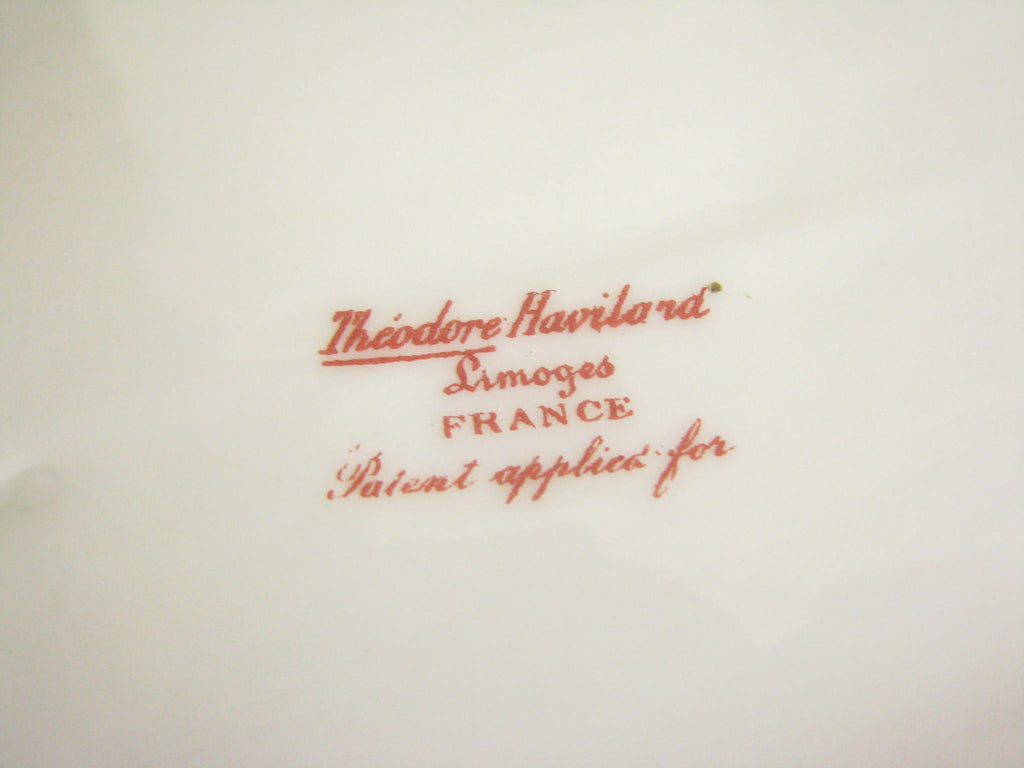 Théodore Haviland
Limoges
FRANCE
Patent applied for